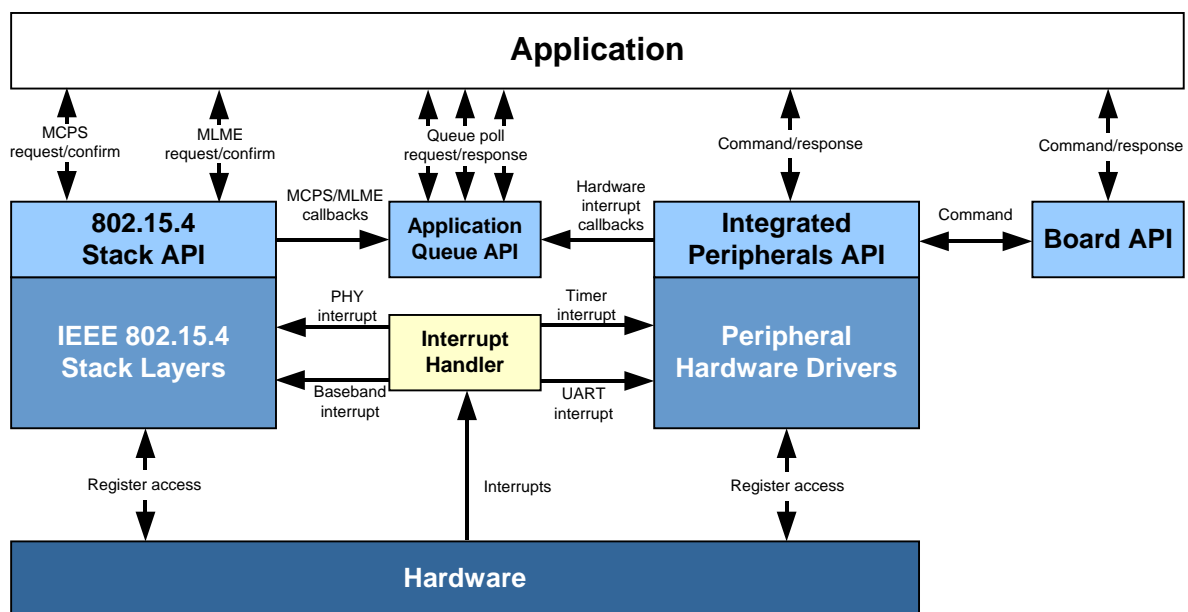 Application
MCPS
request/confirm
MLME
request/confirm
Queue poll
request/response
Command/response
Command/response
802.15.4
Stack API
MCPS/MLME
callbacks
Application
Queue API
Hardware
interrupt
callbacks
Integrated
Peripherals API
Command
Board API
IEEE 802.15.4
Stack Layers
PHY
interrupt
Baseband
interrupt
Interrupt
Handler
Timer
interrupt
UART
interrupt
Peripheral
Hardware Drivers
Register access
Interrupts
Register access
Hardware